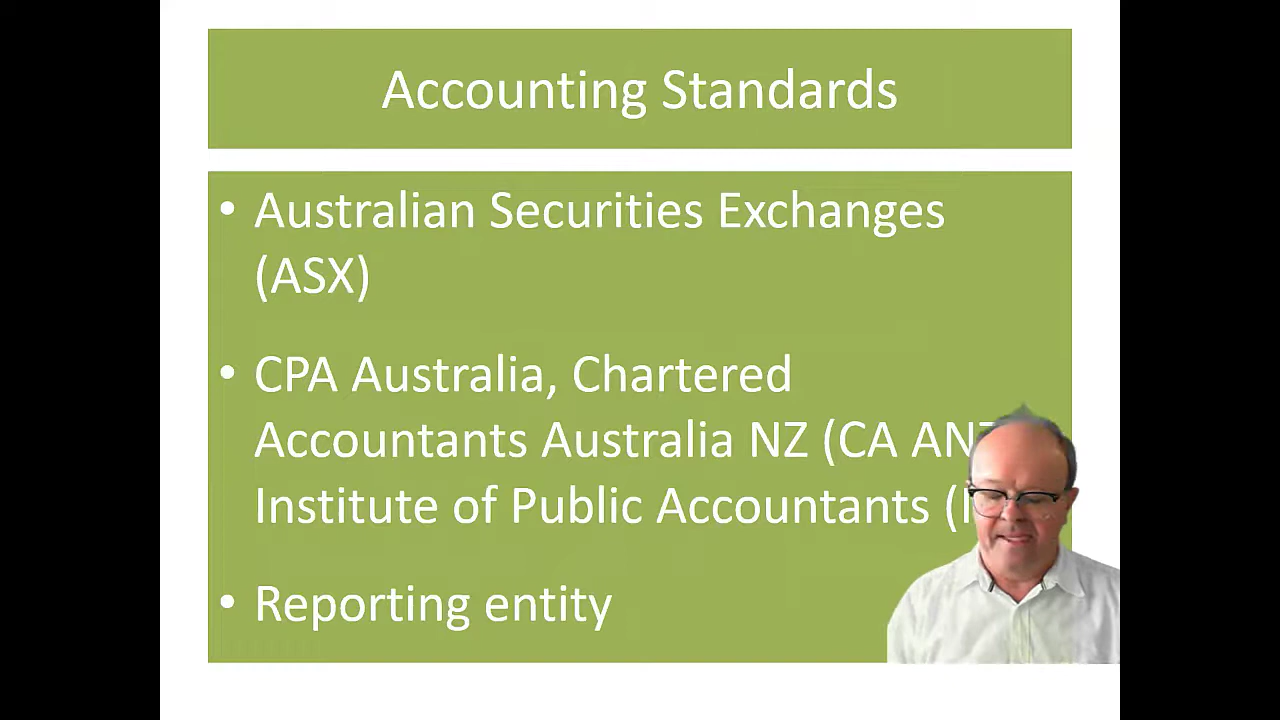 Accounting Standards
• Australian Securities Exchanges
(ASX)
• CPA Australia, Chartered
Accountants Australia NZ (CA
Institute of Public Accountants
• Reporting entity